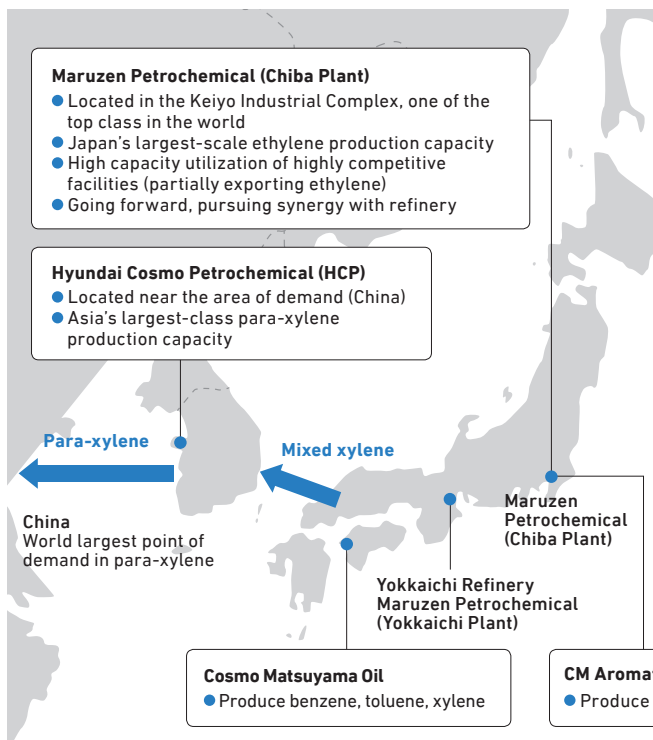 Maruzen Petrochemical (Chiba Plant)
● Located in the Keiyo Industrial Complex, one of the
top class in the world
● Japan's largest-scale ethylene production capacity
● High capacity utilization of highly competitive
facilities (partially exporting ethylene)
● Going forward, pursuing synergy with refinery
Hyundai Cosmo Petrochemical (HCP)
● Located near the area of demand (China)
● Asia's largest-class para-xylene
production capacity
Para-xylene
Mixed xylene
China
World largest point of
demand in para-xylene
Maruzen
Petrochemical
(Chiba Plant)
Yokkaichi Refinery
Maruzen Petrochemical
(Yokkaichi Plant)
Cosmo Matsuyama Oil
● Produce benzene, toluene, xylene
CM
● Produce